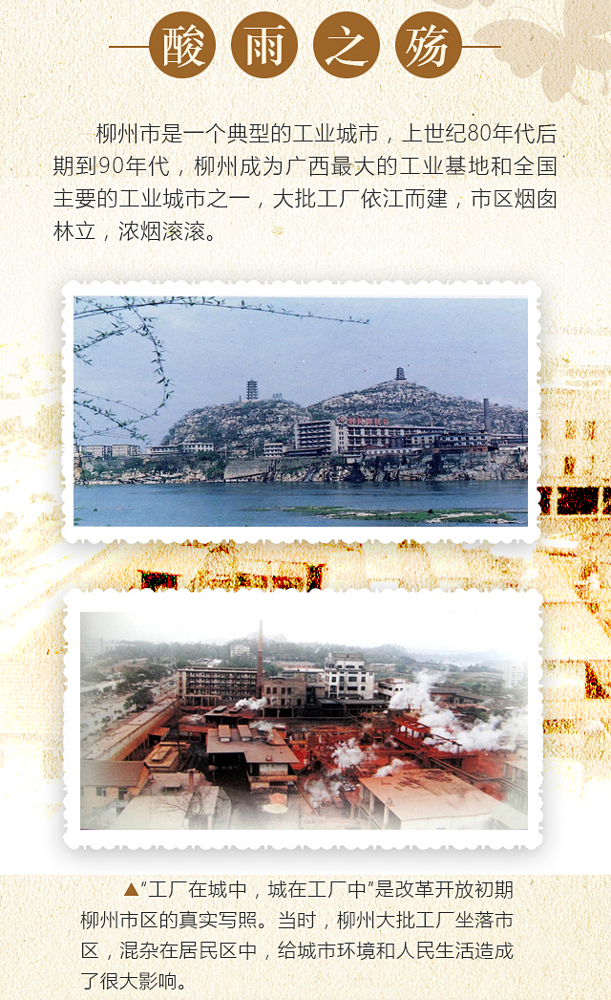 酸雨之殇
柳州市是一个典型的工业城市，上世纪80年代后
期到90年代，柳州成为广西最大的工业基地和全国
主要的工业城市之一，大批工厂依江而建，市区烟囱
林立，浓烟滚滚。
▲“工厂在城中，城在工厂中”是改革开放初期
柳州市区的真实写照。当时，柳州大批工厂坐落市
区，混杂在居民区中，给城市环境和人民生活造成
了很大影响。